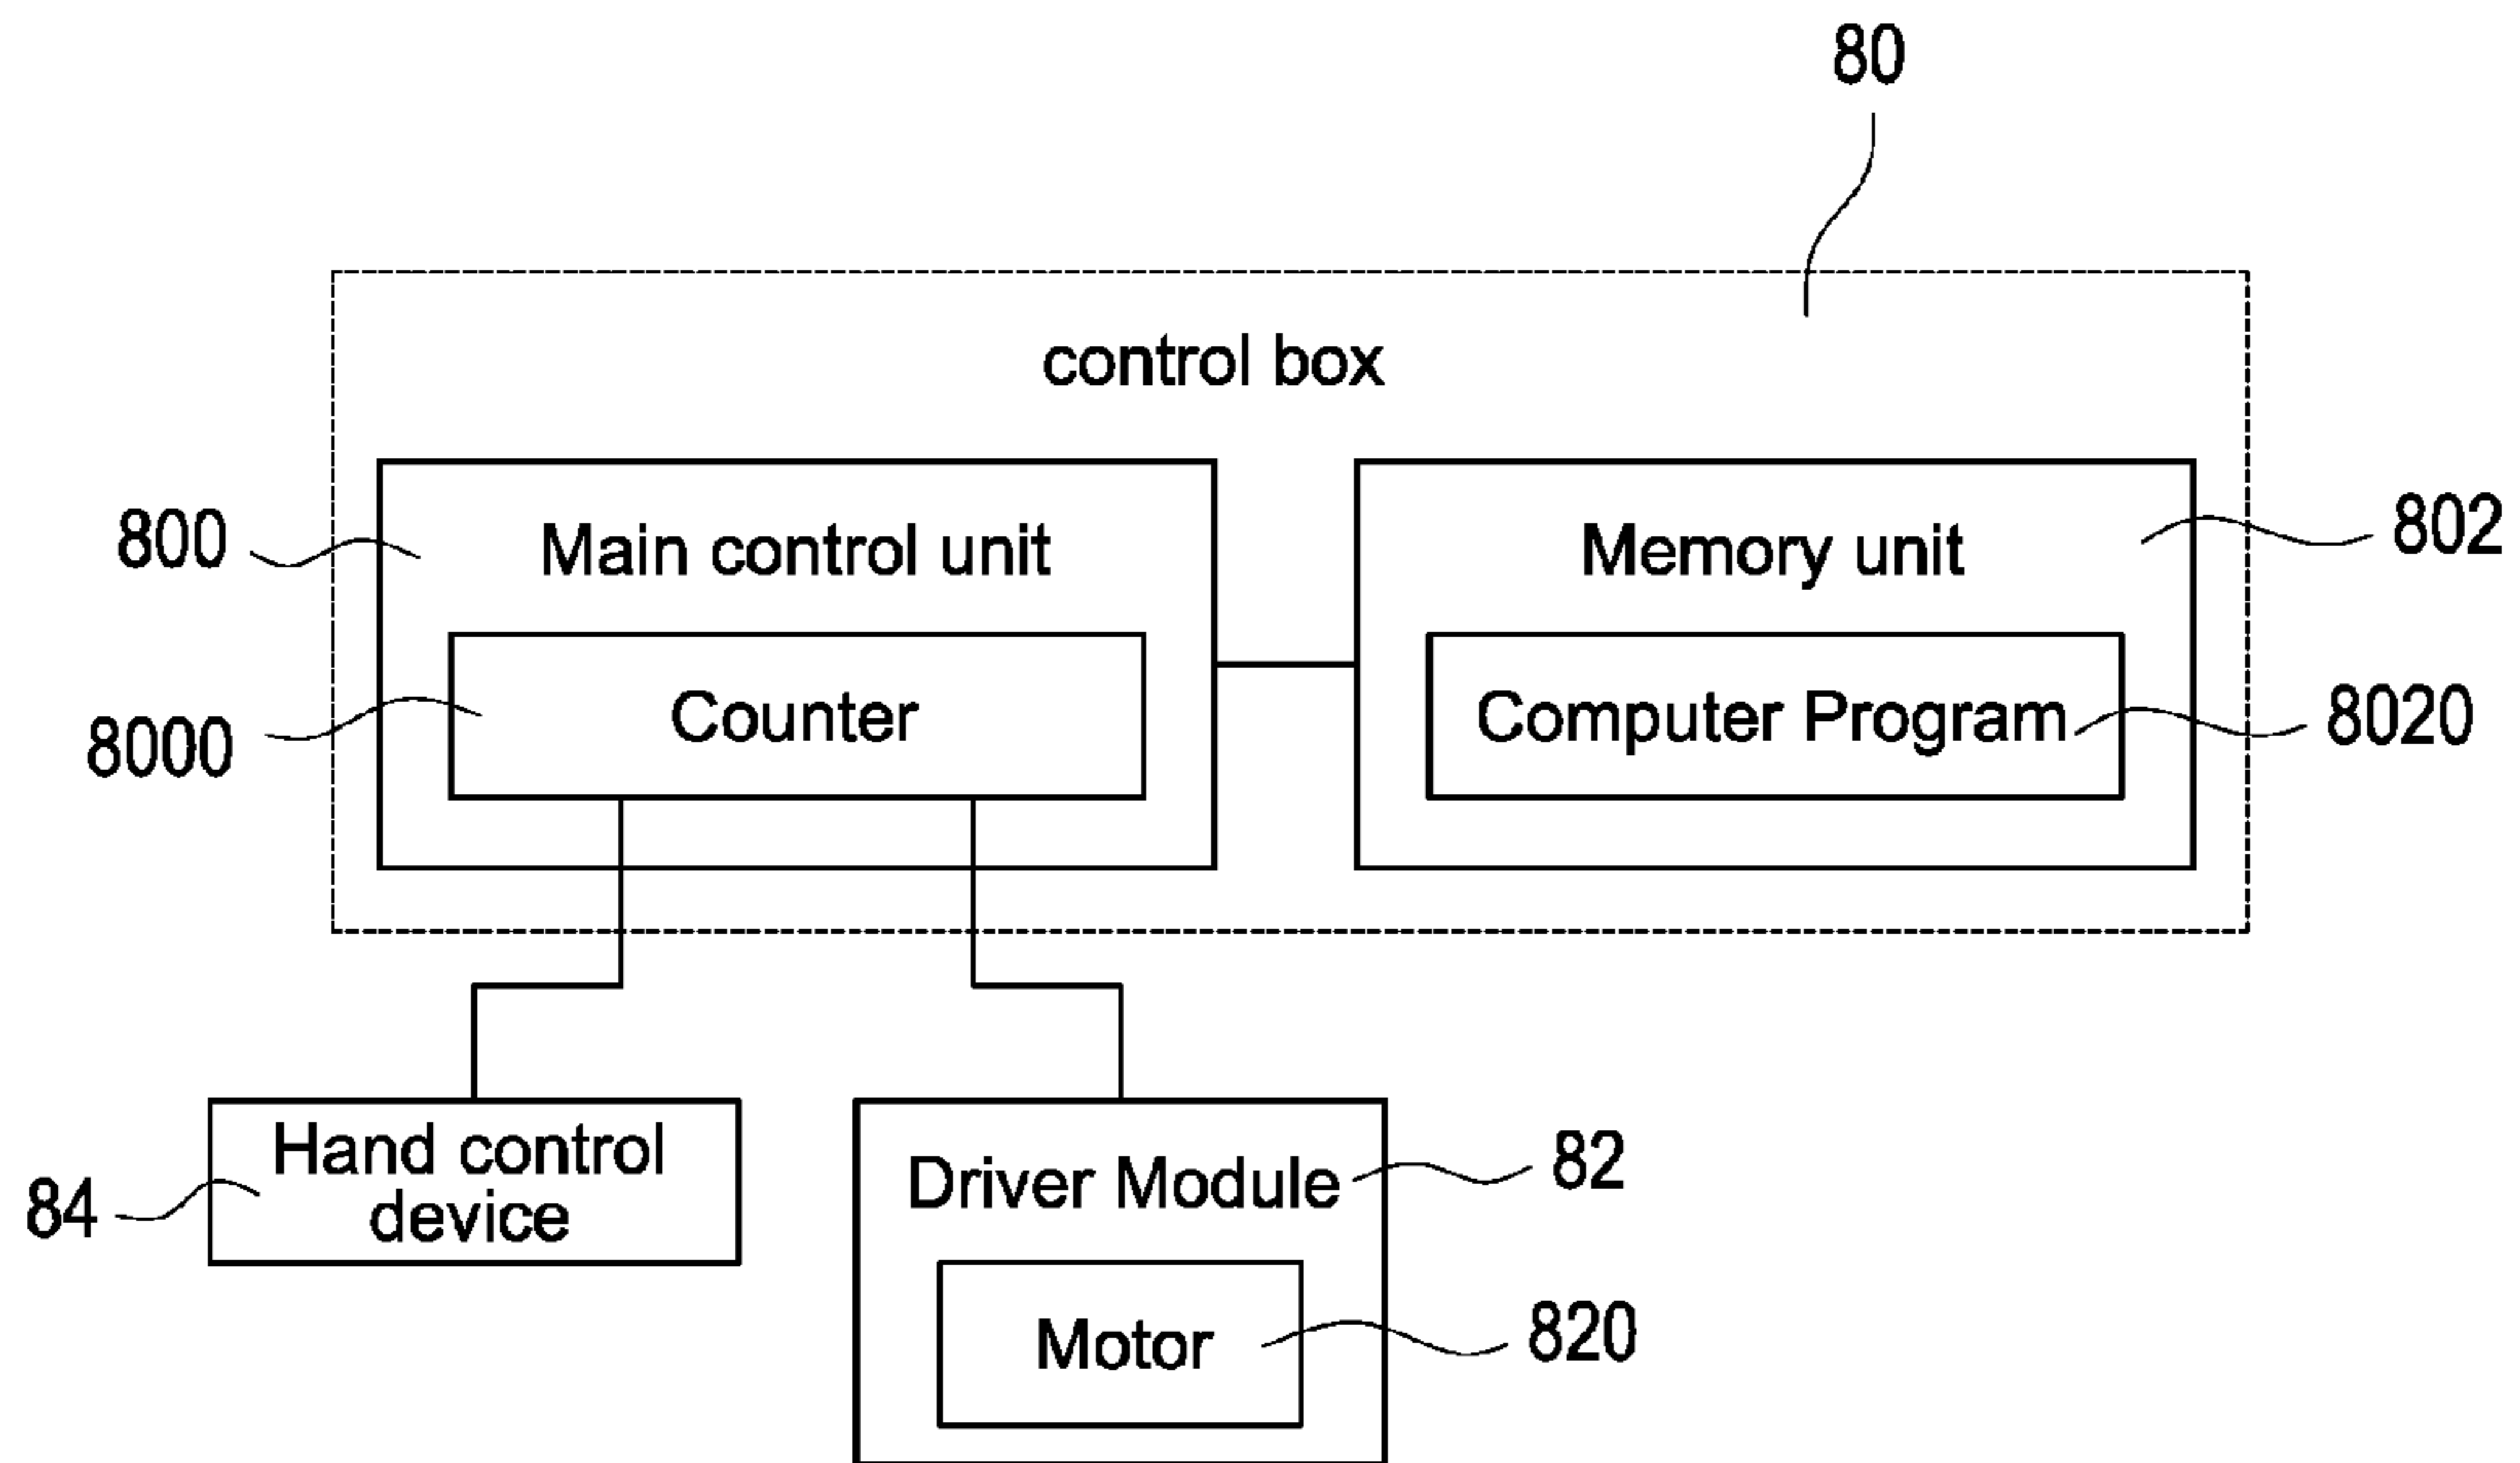 80
control box
800
Main control unit
Memory unit
802
8000
Counter
Computer Program
8020
84
Hand control
device
Driver Module
82
Motor
820